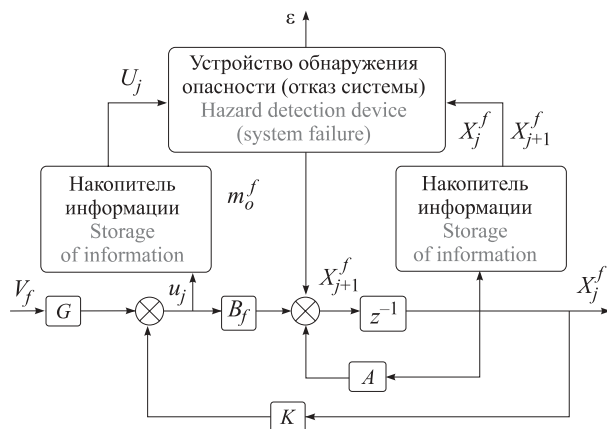 ε
Устройство обнаружения
опасности (отказ системы)
Hazard detection device
(system failure)
U_j
X_j^f X_{j+1}^f
Накопитель
информации
Storage
of information
m_o^f
Накопитель
информации
Storage
of information
V_f
G
u_j
B_f
X_{j+1}^f
z^{-1}
X_j^f
A
K